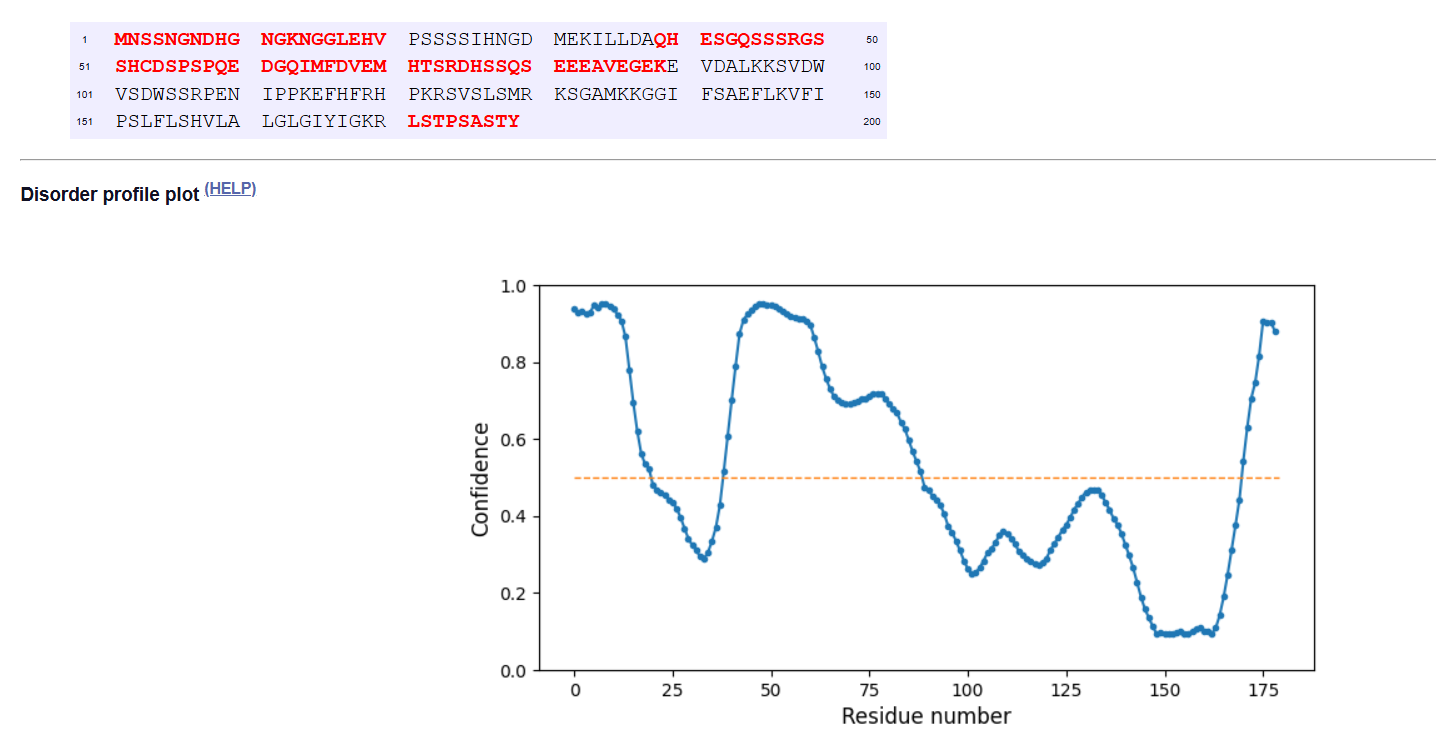 1 MNSSNGNDHG NGKNGGLEHV PSSSSIHNGD MEKILLDAQH ESGQSSSRGS 50
51 SHCDSPSPQE DGQIMFDVEM HTSRDHSSQS EEEAVEGEKE VDALKKSVDW 100
101 VSDWSSRPEN IPPKEFHFRH PKRSVSLSMR KSGAMKKGGI FSAEFLKVFI 150
151 PSLFLSHVLA LGLGIYIGKR LSTPSASTY 200
Disorder profile plot (HELP)
1.0
0.8
0.6
0.4
0.2
0.0
Confidence
0 25 50 75 100 125 150 175
Residue number